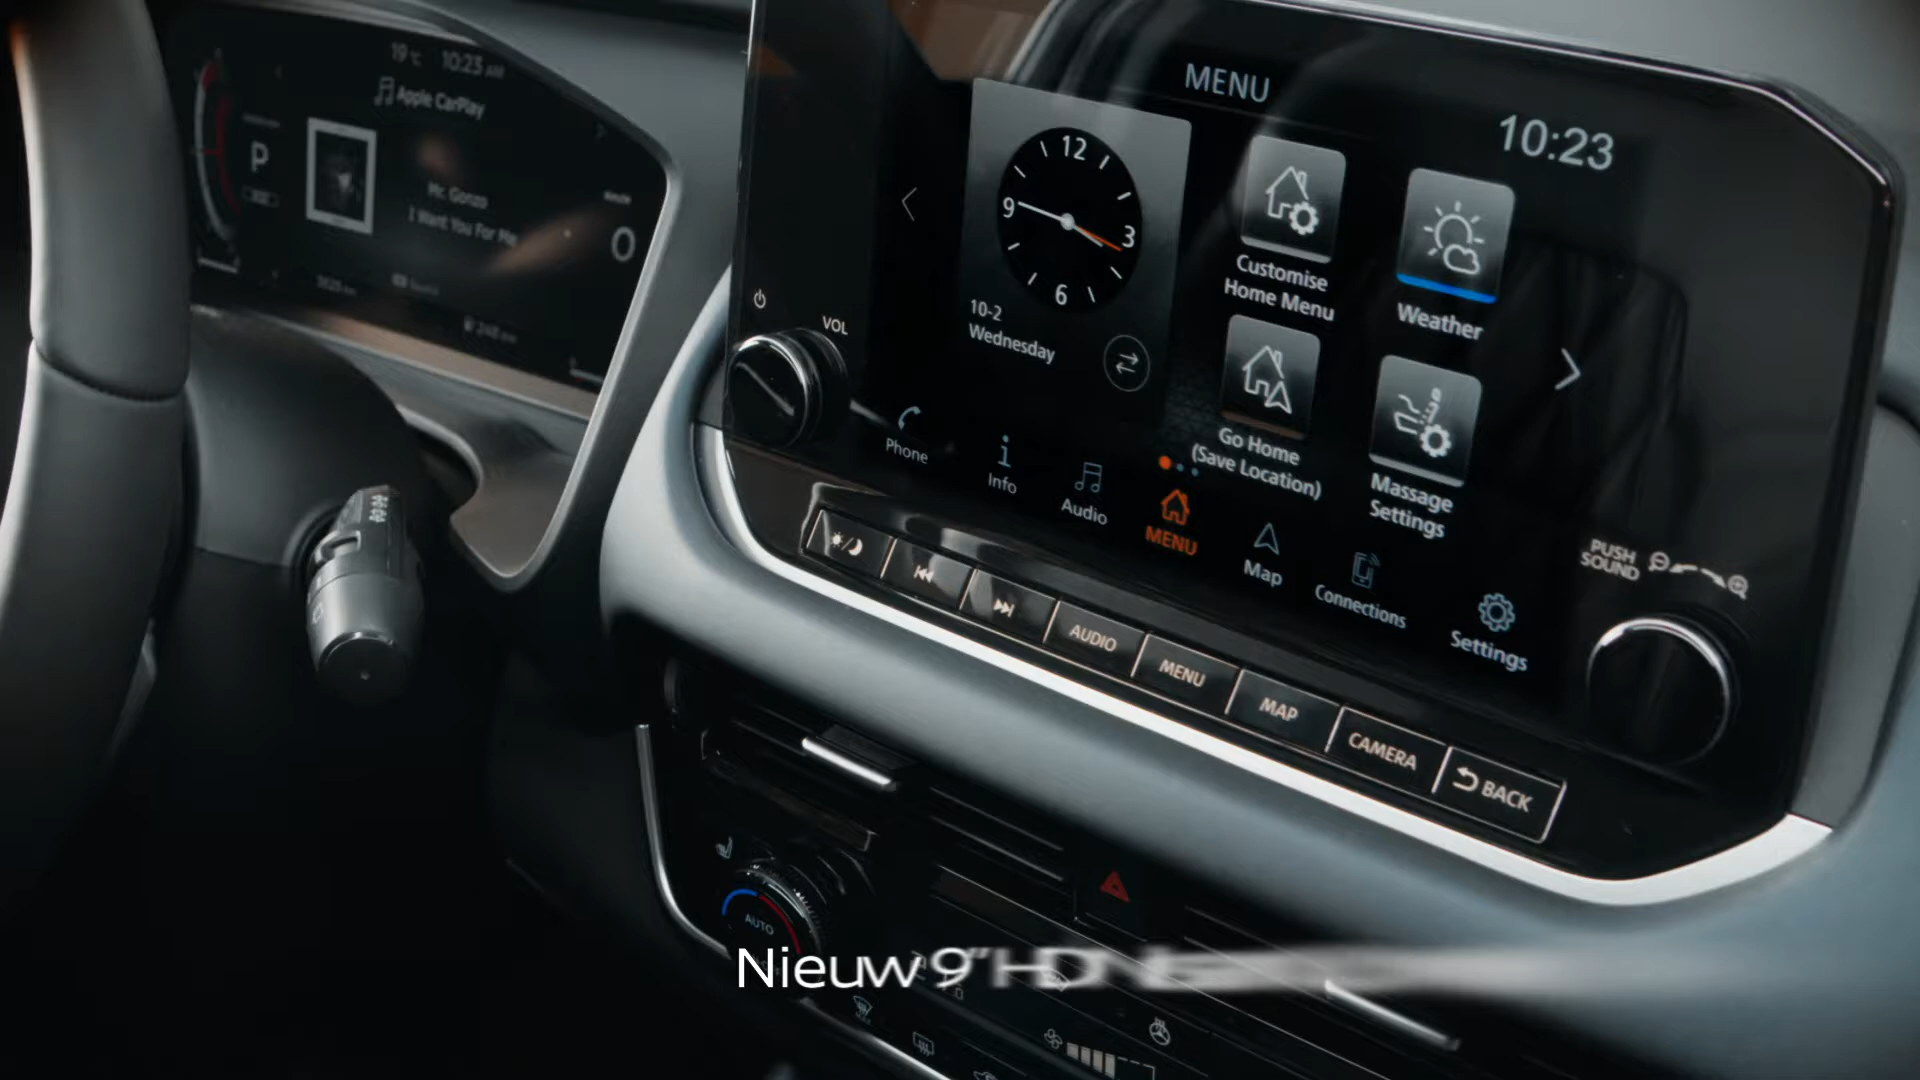 19°C 10:23 AM
Apple CarPlay
P
Mr. Gonzo
I Want You For Me
0
MENU
10:23
12
9
3
6
10-2
Wednesday
Customise
Home Menu
Weather
Go Home
(Save Location)
Massage
Settings
VOL
Phone
Info
Audio
MENU
Map
Connections
Settings
PUSH
SOUND
AUDIO
MENU
MAP
CAMERA
BACK
AUTO
Nieuw 9" HD